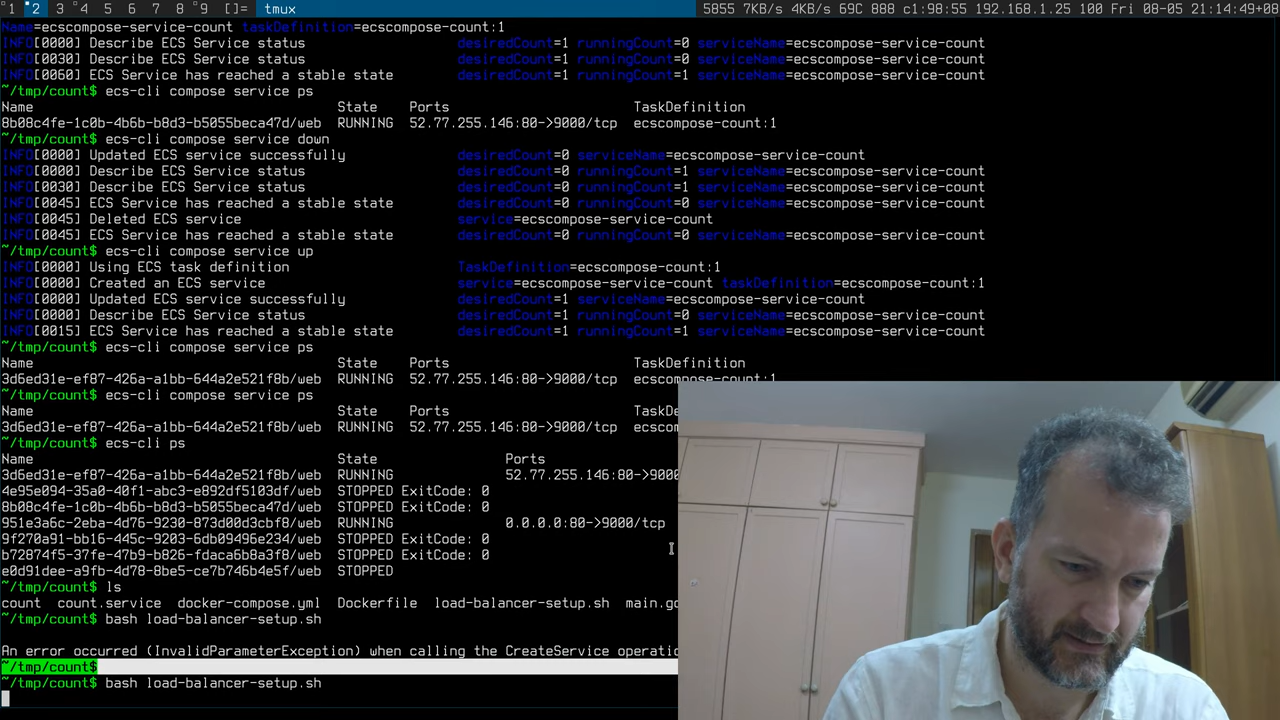 1 2 3 4 5 6 7 8 9 []= tmux 5855 7KB/s 4KB/s 69C 888 c1:98:55 192.168.1.25 100 Fri 08-05 21:14:49+08
Name=ecscompose-service-count taskDefinition=ecscompose-count:1
INFO[0000] Describe ECS Service status desiredCount=1 runningCount=0 serviceName=ecscompose-service-count
INFO[0030] Describe ECS Service status desiredCount=1 runningCount=0 serviceName=ecscompose-service-count
INFO[0060] ECS Service has reached a stable state desiredCount=1 runningCount=1 serviceName=ecscompose-service-count
~/tmp/count$ ecs-cli compose service ps
Name State Ports TaskDefinition
8b08c4fe-1c0b-4b6b-b8d3-b5055beca47d/web RUNNING 52.77.255.146:80->9000/tcp ecscompose-count:1
~/tmp/count$ ecs-cli compose service down
INFO[0000] Updated ECS service successfully desiredCount=0 serviceName=ecscompose-service-count
INFO[0000] Describe ECS Service status desiredCount=0 runningCount=1 serviceName=ecscompose-service-count
INFO[0030] Describe ECS Service status desiredCount=0 runningCount=1 serviceName=ecscompose-service-count
INFO[0045] ECS Service has reached a stable state desiredCount=0 runningCount=0 serviceName=ecscompose-service-count
INFO[0045] Deleted ECS service service=ecscompose-service-count
INFO[0045] ECS Service has reached a stable state desiredCount=0 runningCount=0 serviceName=ecscompose-service-count
~/tmp/count$ ecs-cli compose service up
INFO[0000] Using ECS task definition TaskDefinition=ecscompose-count:1
INFO[0000] Created an ECS service service=ecscompose-service-count taskDefinition=ecscompose-count:1
INFO[0000] Updated ECS service successfully desiredCount=1 serviceName=ecscompose-service-count
INFO[0000] Describe ECS Service status desiredCount=1 runningCount=0 serviceName=ecscompose-service-count
INFO[0015] ECS Service has reached a stable state desiredCount=1 runningCount=1 serviceName=ecscompose-service-count
~/tmp/count$ ecs-cli compose service ps
Name State Ports TaskDefinition
3d6ed31e-ef87-426a-a1bb-644a2e521f8b/web RUNNING 52.77.255.146:80->9000/tcp ecscompose-count:1
~/tmp/count$ ecs-cli compose service ps
Name State Ports TaskDe
3d6ed31e-ef87-426a-a1bb-644a2e521f8b/web RUNNING 52.77.255.146:80->9000/tcp ecscom
~/tmp/count$ ecs-cli ps
Name State Ports
3d6ed31e-ef87-426a-a1bb-644a2e521f8b/web RUNNING 52.77.255.146:80->9000
4e95e094-35a0-40f1-abc3-e892df5103df/web STOPPED ExitCode: 0
8b08c4fe-1c0b-4b6b-b8d3-b5055beca47d/web STOPPED ExitCode: 0
951e3a6c-2eba-4d76-9230-873d00d3cbf8/web RUNNING 0.0.0.0:80->9000/tcp
9f270a91-bb16-445c-9203-6db09496e234/web STOPPED ExitCode: 0
b72874f5-37fe-47b9-b826-fdaca6b8a3f8/web STOPPED ExitCode: 0
e0d91dee-a9fb-4d78-8be5-ce7b746b4e5f/web STOPPED
~/tmp/count$ ls
count count.service docker-compose.yml Dockerfile load-balancer-setup.sh main.go
~/tmp/count$ bash load-balancer-setup.sh
An error occurred (InvalidParameterException) when calling the CreateService operatio
~/tmp/count$
~/tmp/count$ bash load-balancer-setup.sh